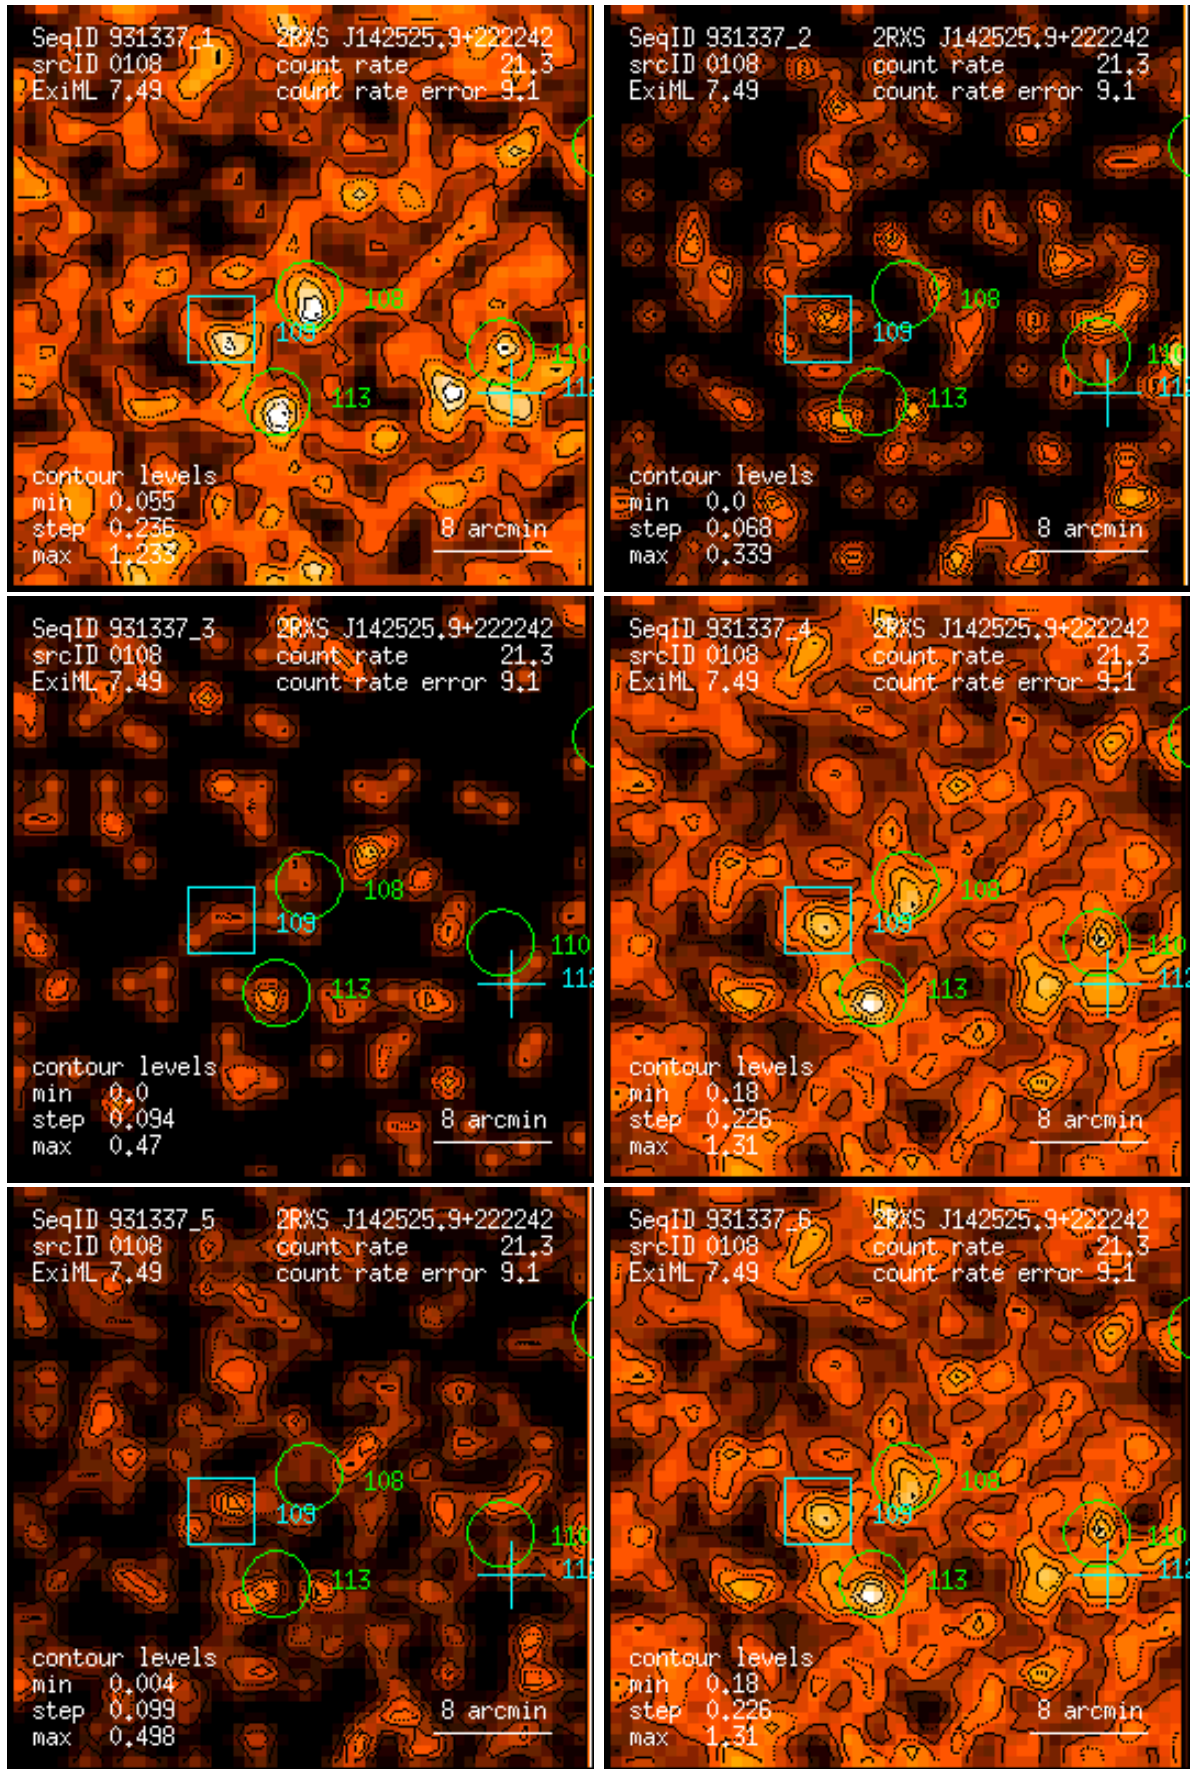 SeqID 931337_1 2RXS J142525.9+222242
srcID 0108 count rate 21.3
ExiML 7.49 count rate error 9.1
108
109
110
112
113
contour levels
min 0.055
step 0.236
max 1.233
8 arcmin
SeqID 931337_2 2RXS J142525.9+222242
srcID 0108 count rate 21.3
ExiML 7.49 count rate error 9.1
108
109
110
112
113
contour levels
min 0.0
step 0.068
max 0.339
8 arcmin
SeqID 931337_3 2RXS J142525.9+222242
srcID 0108 count rate 21.3
ExiML 7.49 count rate error 9.1
108
109
110
112
113
contour levels
min 0.0
step 0.094
max 0.47
8 arcmin
SeqID 931337_4 2RXS J142525.9+222242
srcID 0108 count rate 21.3
ExiML 7.49 count rate error 9.1
108
109
110
112
113
contour levels
min 0.18
step 0.226
max 1.31
8 arcmin
SeqID 931337_5 2RXS J142525.9+222242
srcID 0108 count rate 21.3
ExiML 7.49 count rate error 9.1
108
109
110
112
113
contour levels
min 0.004
step 0.099
max 0.498
8 arcmin
SeqID 931337_6 2RXS J142525.9+222242
srcID 0108 count rate 21.3
ExiML 7.49 count rate error 9.1
108
109
110
112
113
contour levels
min 0.18
step 0.226
max 1.31
8 arcmin